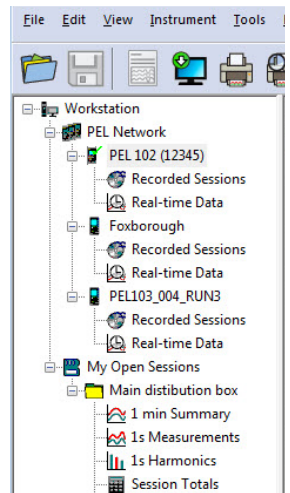 File Edit View Instrument Tools
Workstation
PEL Network
PEL 102 (12345)
Recorded Sessions
Real-time Data
Foxborough
Recorded Sessions
Real-time Data
PEL103_004_RUN3
Recorded Sessions
Real-time Data
My Open Sessions
Main distibution box
1 min Summary
1s Measurements
1s Harmonics
Session Totals